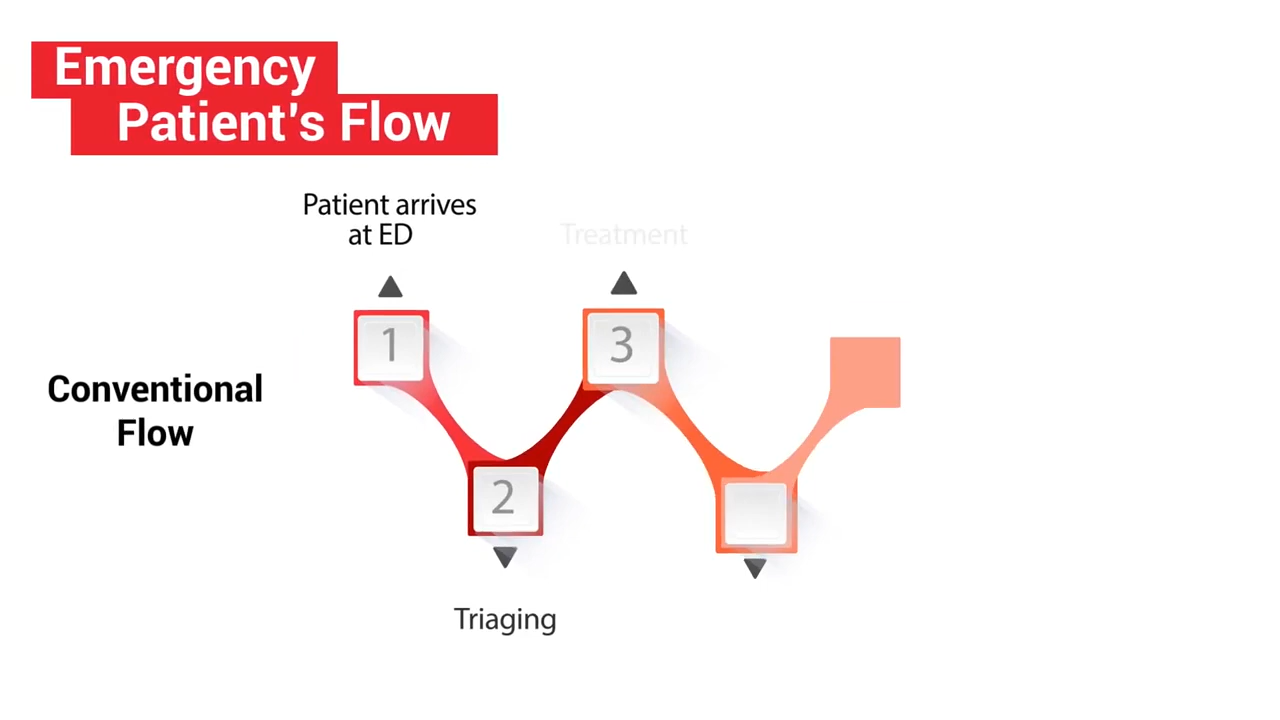 Emergency
Patient's Flow
Patient arrives
at ED
Treatment
1
3
Conventional
Flow
2
Triaging